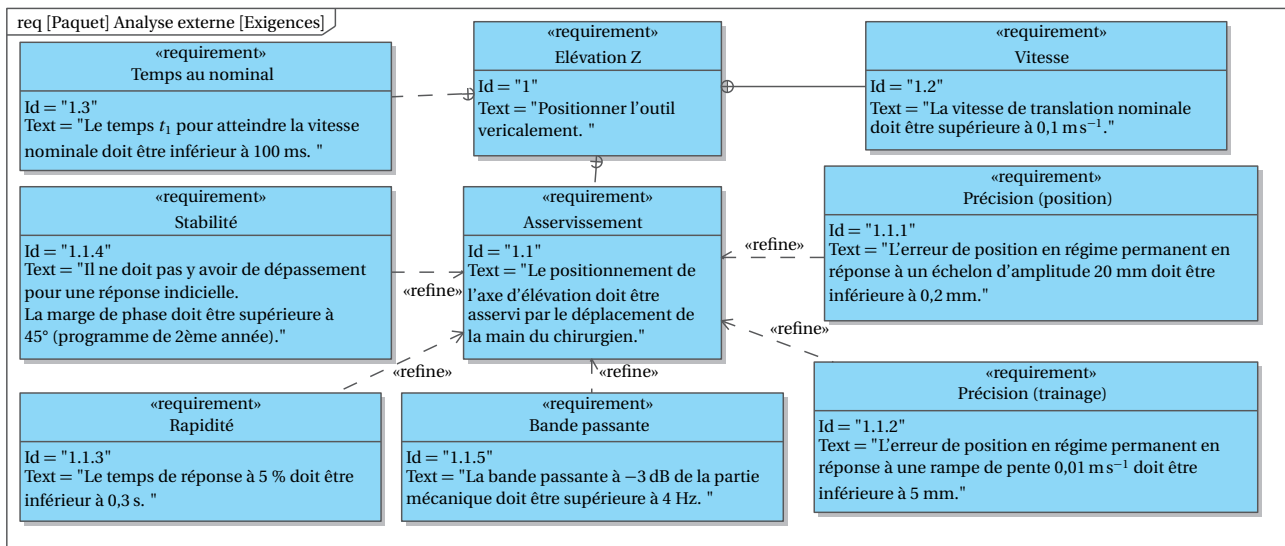 req [Paquet] Analyse externe [Exigences]
«requirement»
Temps au nominal
Id = "1.3"
Text = "Le temps t₁ pour atteindre la vitesse
nominale doit être inférieur à 100 ms. "
«requirement»
Elévation Z
Id = "1"
Text = "Positionner l’outil
vericalement. "
«requirement»
Vitesse
Id = "1.2"
Text = "La vitesse de translation nominale
doit être supérieure à 0,1 m s⁻¹."
«requirement»
Stabilité
Id = "1.1.4"
Text = "Il ne doit pas y avoir de dépassement
pour une réponse indicielle.
La marge de phase doit être supérieure à
45° (programme de 2ème année)."
«refine»
«requirement»
Asservissement
Id = "1.1"
Text = "Le positionnement de
l’axe d’élévation doit être
asservi par le déplacement de
la main du chirurgien."
«refine»
«requirement»
Précision (position)
Id = "1.1.1"
Text = "L’erreur de position en régime permanent en
réponse à un échelon d’amplitude 20 mm doit être
inférieure à 0,2 mm."
«refine»
«refine»
«refine»
«requirement»
Rapidité
Id = "1.1.3"
Text = "Le temps de réponse à 5 % doit être
inférieur à 0,3 s. "
«requirement»
Bande passante
Id = "1.1.5"
Text = "La bande passante à −3 dB de la partie
mécanique doit être supérieure à 4 Hz. "
«requirement»
Précision (trainage)
Id = "1.1.2"
Text = "L’erreur de position en régime permanent en
réponse à une rampe de pente 0,01 m s⁻¹ doit être
inférieure à 5 mm."